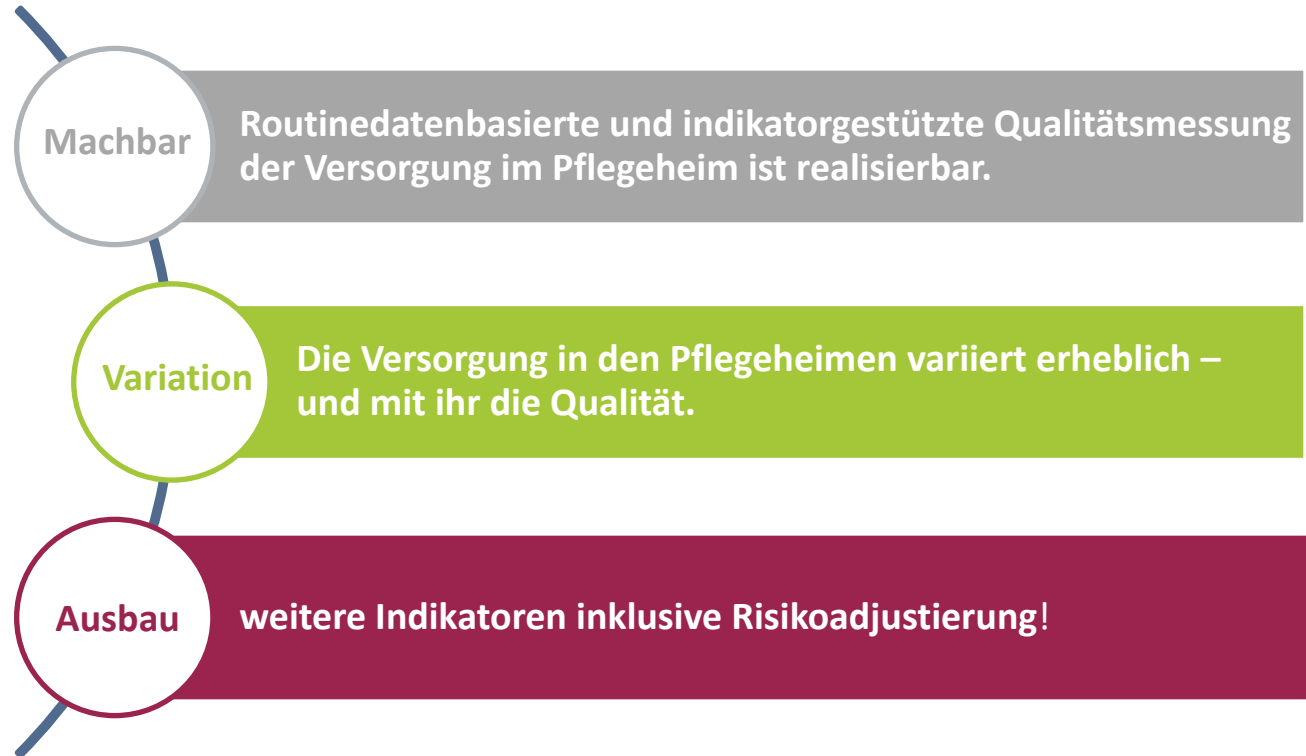 Machbar
Routinedatenbasierte und indikatorgestützte Qualitätsmessung
der Versorgung im Pflegeheim ist realisierbar.
Variation
Die Versorgung in den Pflegeheimen variiert erheblich –
und mit ihr die Qualität.
Ausbau
weitere Indikatoren inklusive Risikoadjustierung!